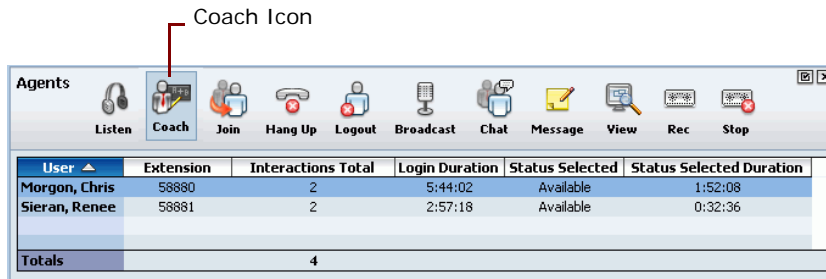 Coach Icon
Agents
Listen Coach Join Hang Up Logout Broadcast Chat Message View Rec Stop
User Extension Interactions Total Login Duration Status Selected Status Selected Duration
Morgon, Chris 58880 2 5:44:02 Available 1:52:08
Sieran, Renee 58881 2 2:57:18 Available 0:32:36
Totals 4